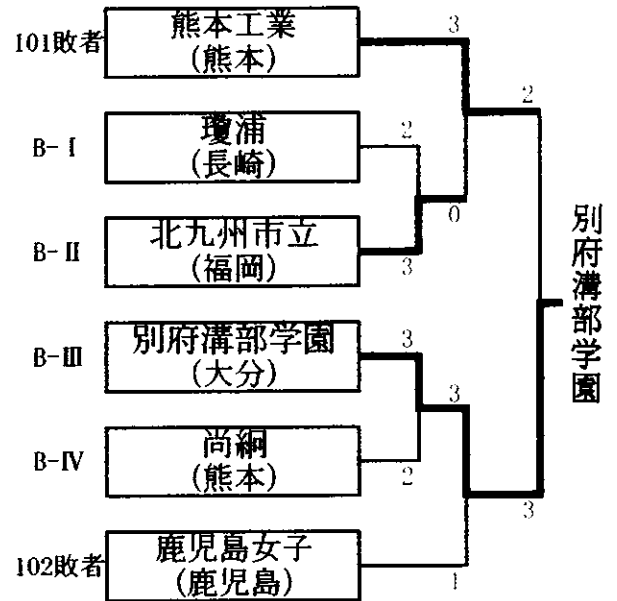 101敗者
熊本工業
(熊本)
3
2
B-Ⅰ
瓊浦
(長崎)
2
0
B-Ⅱ
北九州市立
(福岡)
3
別府溝部学園
B-Ⅲ
別府溝部学園
(大分)
3
3
B-Ⅳ
尚絅
(熊本)
2
3
102敗者
鹿児島女子
(鹿児島)
1